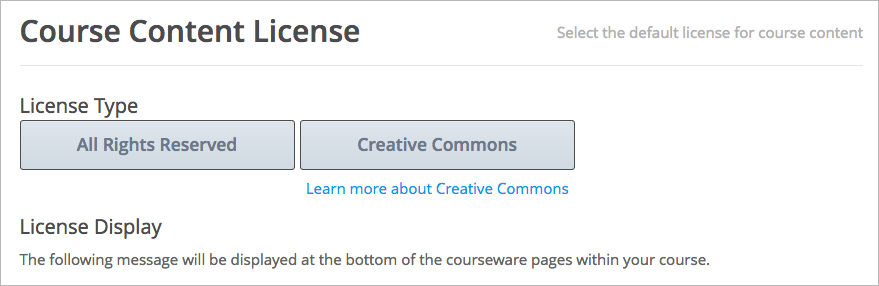 Course Content License
Select the default license for course content
License Type
All Rights Reserved
Creative Commons
Learn more about Creative Commons
License Display
The following message will be displayed at the bottom of the courseware pages within your course.